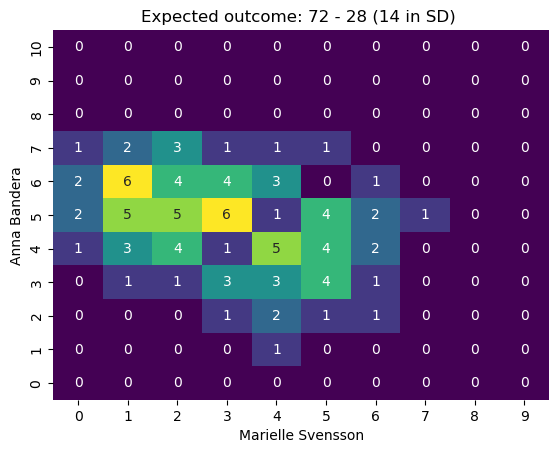 Expected outcome: 72 - 28 (14 in SD)
10 0 0 0 0 0 0 0 0 0 0
9 0 0 0 0 0 0 0 0 0 0
8 0 0 0 0 0 0 0 0 0 0
7 1 2 3 1 1 1 0 0 0 0
6 2 6 4 4 3 0 1 0 0 0
5 2 5 5 6 1 4 2 1 0 0
4 1 3 4 1 5 4 2 0 0 0
3 0 1 1 3 3 4 1 0 0 0
2 0 0 0 1 2 1 1 0 0 0
1 0 0 0 0 1 0 0 0 0 0
0 0 0 0 0 0 0 0 0 0 0
0 1 2 3 4 5 6 7 8 9
Anna Bandera
Marielle Svensson